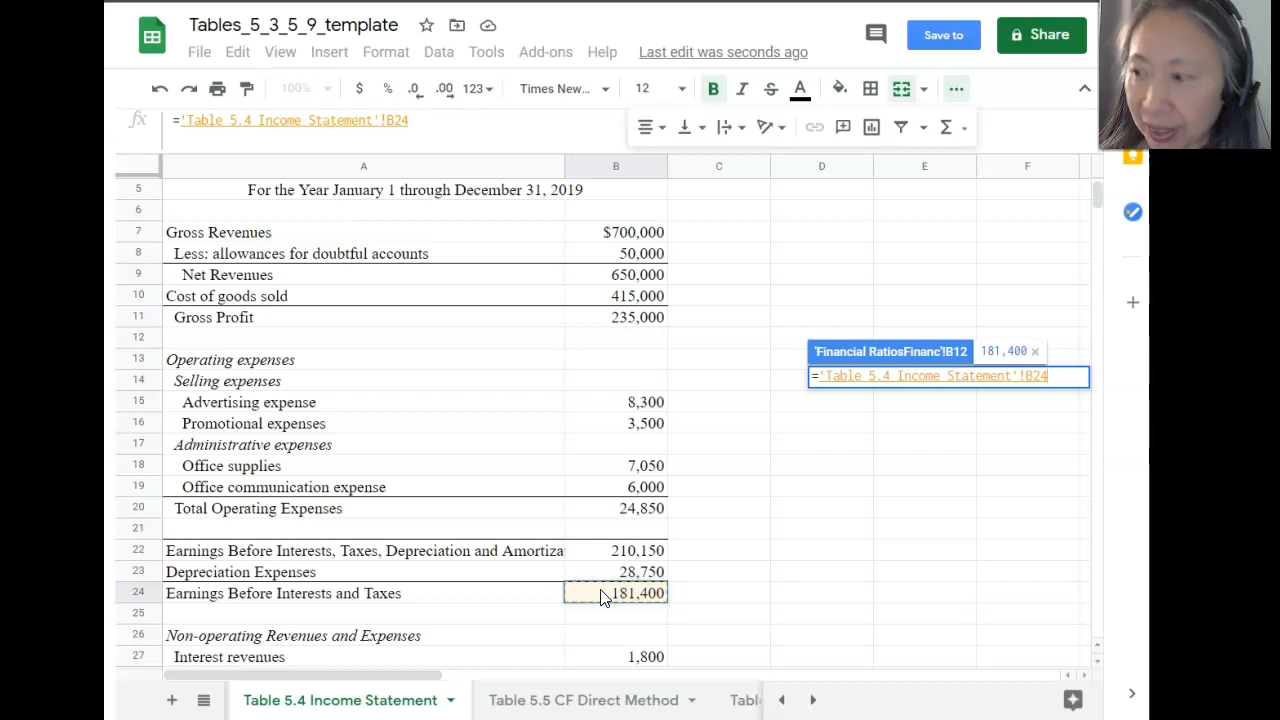 Tables_5_3_5_9_template
File Edit View Insert Format Data Tools Add-ons Help Last edit was seconds ago
Save to
Share
100% $ % .0 .00 123 Times New... 12 B I S A
fx ='Table 5.4 Income Statement'!B24
A B C D E F
5 For the Year January 1 through December 31, 2019
6
7 Gross Revenues $700,000
8 Less: allowances for doubtful accounts 50,000
9 Net Revenues 650,000
10 Cost of goods sold 415,000
11 Gross Profit 235,000
12
'Financial RatiosFinanc'!B12 181,400 ×
13 Operating expenses
='Table 5.4 Income Statement'!B24
14 Selling expenses
15 Advertising expense 8,300
16 Promotional expenses 3,500
17 Administrative expenses
18 Office supplies 7,050
19 Office communication expense 6,000
20 Total Operating Expenses 24,850
21
22 Earnings Before Interests, Taxes, Depreciation and Amortiza 210,150
23 Depreciation Expenses 28,750
24 Earnings Before Interests and Taxes 181,400
25
26 Non-operating Revenues and Expenses
27 Interest revenues 1,800
Table 5.4 Income Statement Table 5.5 CF Direct Method Tabl